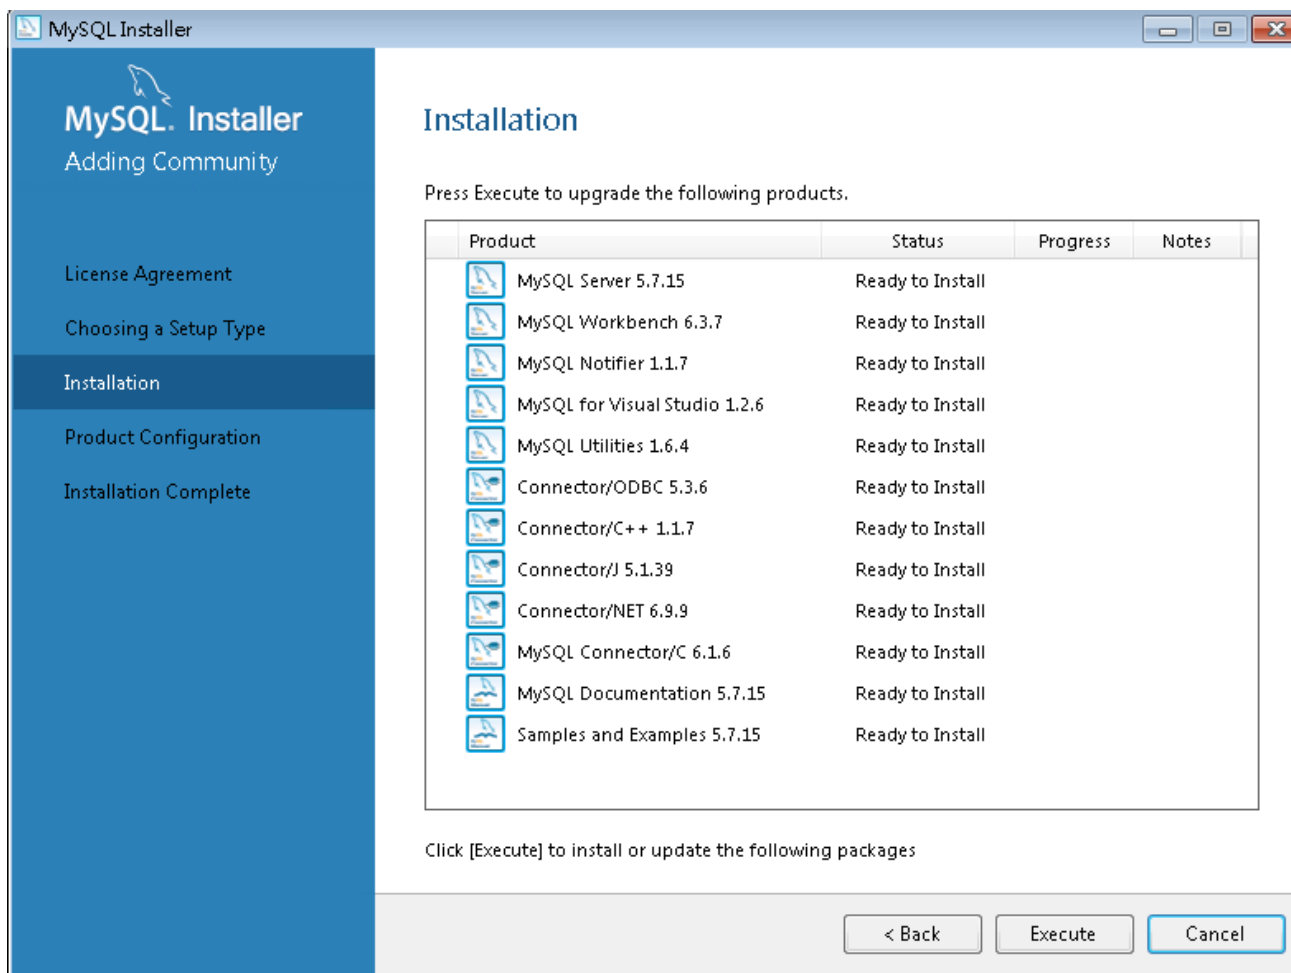 MySQL Installer
MySQL. Installer
Adding Community
License Agreement
Choosing a Setup Type
Installation
Product Configuration
Installation Complete
Installation
Press Execute to upgrade the following products.
Product Status Progress Notes
MySQL Server 5.7.15 Ready to Install
MySQL Workbench 6.3.7 Ready to Install
MySQL Notifier 1.1.7 Ready to Install
MySQL for Visual Studio 1.2.6 Ready to Install
MySQL Utilities 1.6.4 Ready to Install
Connector/ODBC 5.3.6 Ready to Install
Connector/C++ 1.1.7 Ready to Install
Connector/J 5.1.39 Ready to Install
Connector/NET 6.9.9 Ready to Install
MySQL Connector/C 6.1.6 Ready to Install
MySQL Documentation 5.7.15 Ready to Install
Samples and Examples 5.7.15 Ready to Install
Click [Execute] to install or update the following packages
< Back Execute Cancel